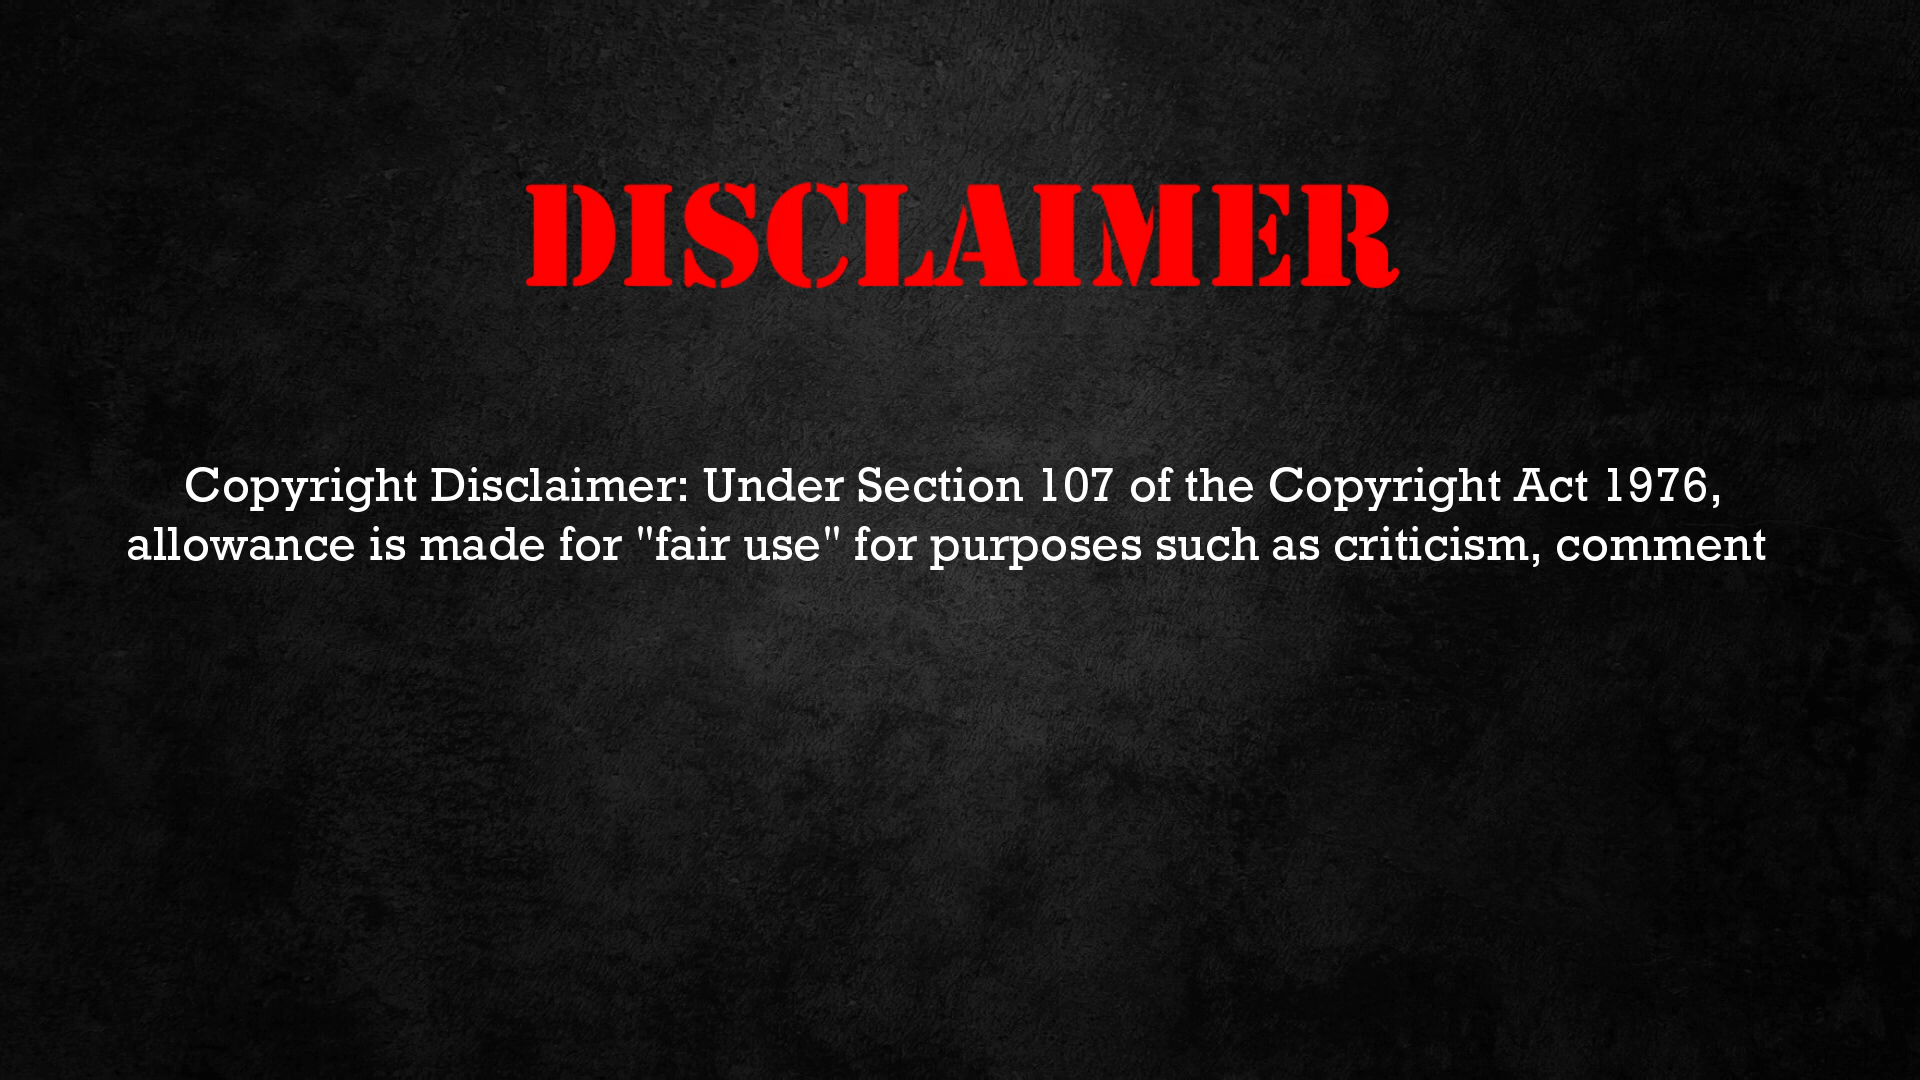 DISCLAIMER
Copyright Disclaimer: Under Section 107 of the Copyright Act 1976,
allowance is made for "fair use" for purposes such as criticism, comment